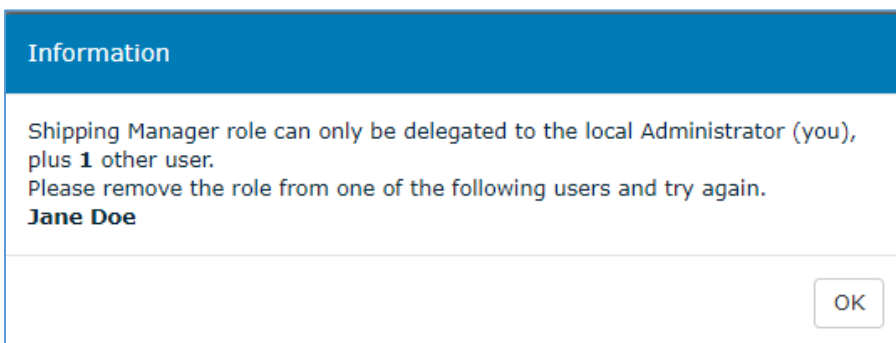 Information
Shipping Manager role can only be delegated to the local Administrator (you),
plus 1 other user.
Please remove the role from one of the following users and try again.
Jane Doe
OK